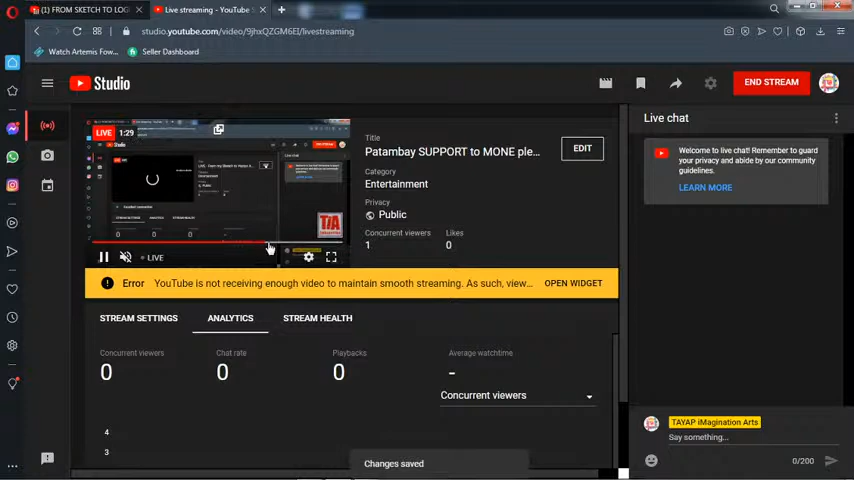 (1) FROM SKETCH TO LOG
Live streaming - YouTube S
studio.youtube.com/video/9jhxQZGM6EI/livestreaming
Watch Artemis Fow...
Seller Dashboard
Studio
END STREAM
LIVE
1:29
TiA
LIVE
Title
Patambay SUPPORT to MONE ple...
EDIT
Category
Entertainment
Privacy
Public
Concurrent viewers
Likes
1
0
Error
YouTube is not receiving enough video to maintain smooth streaming. As such, view...
OPEN WIDGET
STREAM SETTINGS
ANALYTICS
STREAM HEALTH
Concurrent viewers
Chat rate
Playbacks
Average watchtime
0
0
0
-
Concurrent viewers
4
3
Changes saved
Live chat
Welcome to live chat! Remember to guard
your privacy and abide by our community
guidelines.
LEARN MORE
TAYAP iMagination Arts
Say something...
0/200